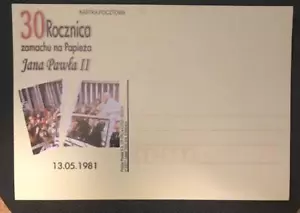 KARTKA POCZTOWA
30 Rocznica
zamachu na Papieża
Jana Pawła II
13.05.1981